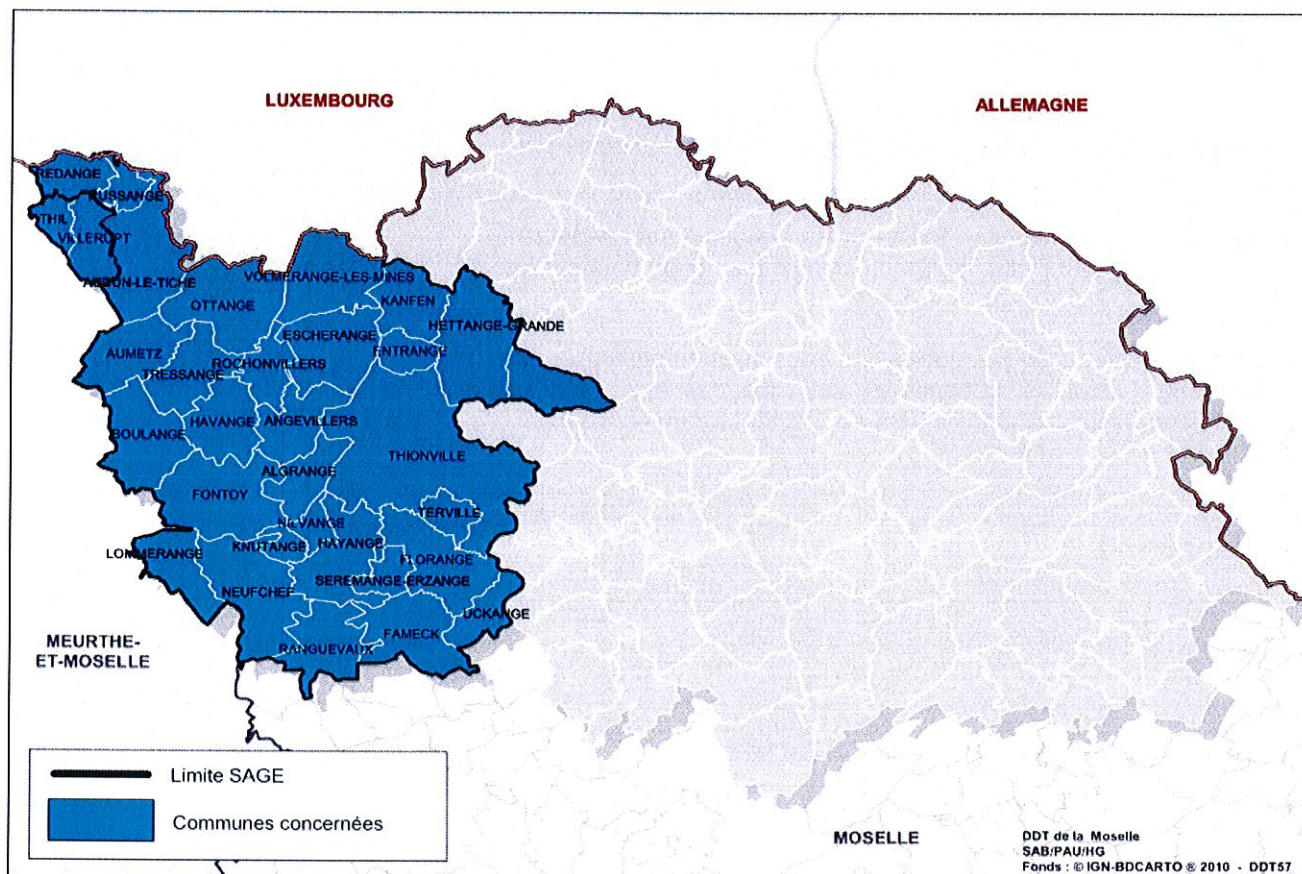 LUXEMBOURG
ALLEMAGNE
REDANGE
RUSSANGE
THIL
VILLERUPT
AUDUN-LE-TICHE
VOLMERANGE-LES-MINES
OTTANGE
KANFEN
HETTANGE-GRANDE
ESCHERANGE
AUMETZ
ENTRANGE
ROCHONVILLERS
TRESSANGE
HAVANGE
ANGEVILLERS
BOULANGE
THIONVILLE
ALGRANGE
FONTOY
TERVILLE
NILVANGE
HAYANGE
KNUTANGE
LOMMERANGE
FLORANGE
SEREMANGE-ERZANGE
NEUFCHEF
UCKANGE
FAMECK
RANGUEVAUX
MEURTHE-
ET-MOSELLE
Limite SAGE
Communes concernées
MOSELLE
DDT de la Moselle
SAB/PAU/HG
Fonds : © IGN-BDCARTO ® 2010 - DDT57